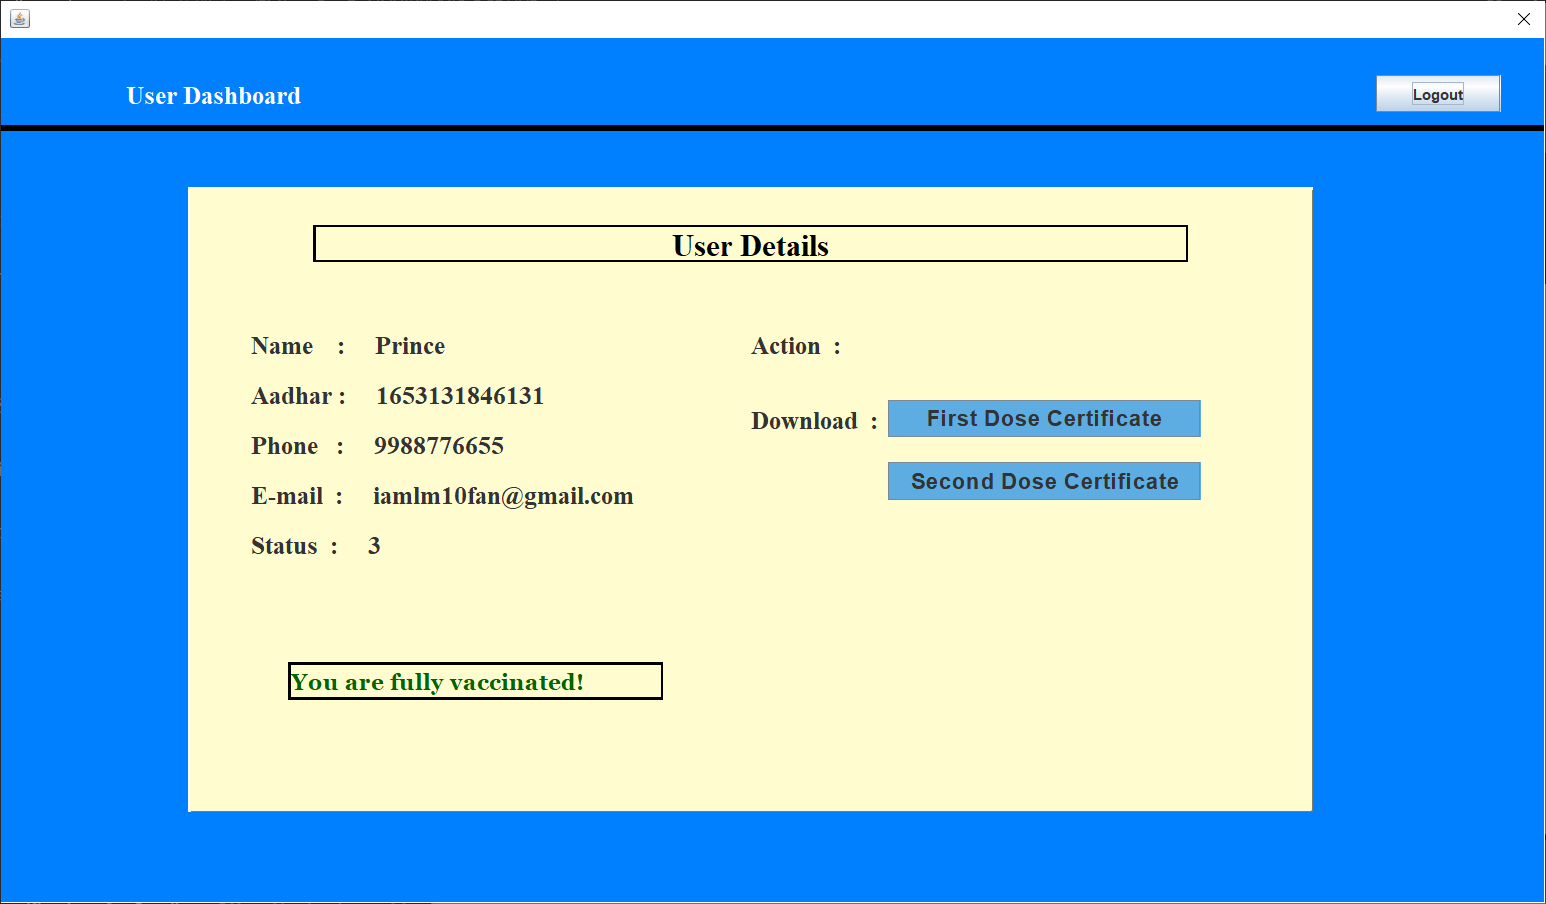 User Dashboard
Logout
User Details
Name : Prince
Aadhar : 1653131846131
Phone : 9988776655
E-mail : iamlm10fan@gmail.com
Status : 3
Action :
Download : First Dose Certificate
Second Dose Certificate
You are fully vaccinated!